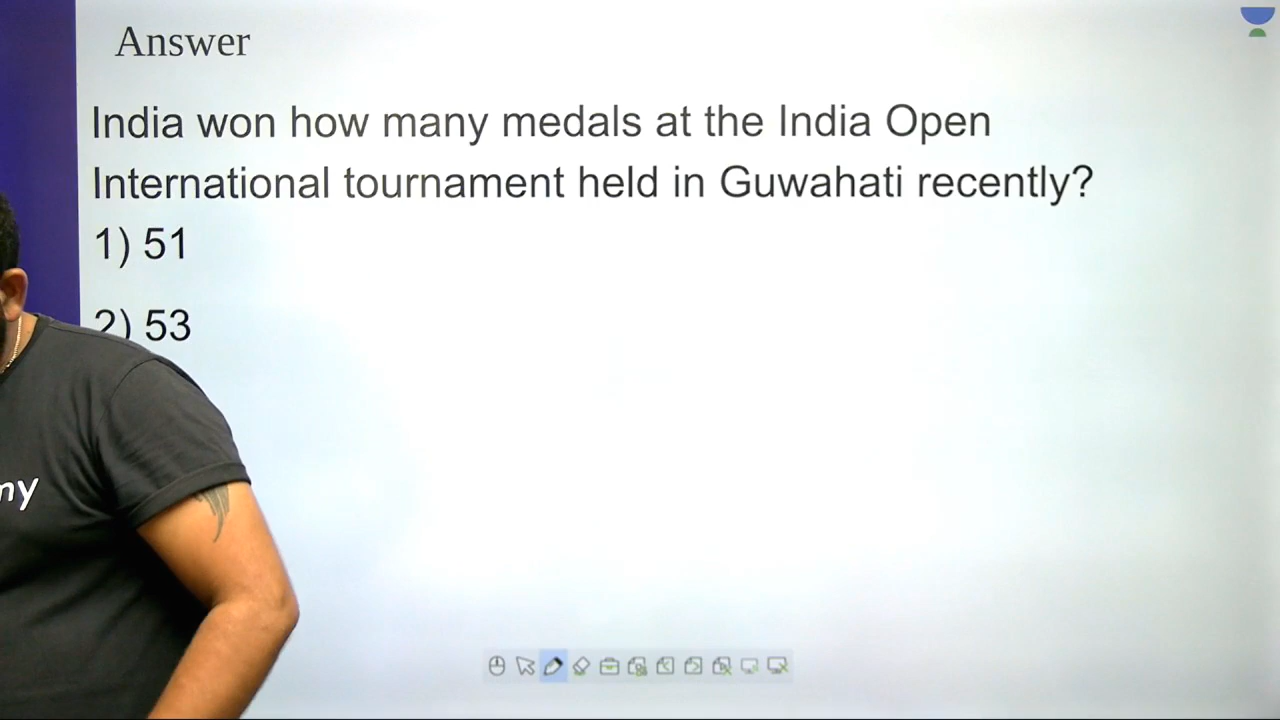 Answer
India won how many medals at the India Open
International tournament held in Guwahati recently?
1) 51
2) 53